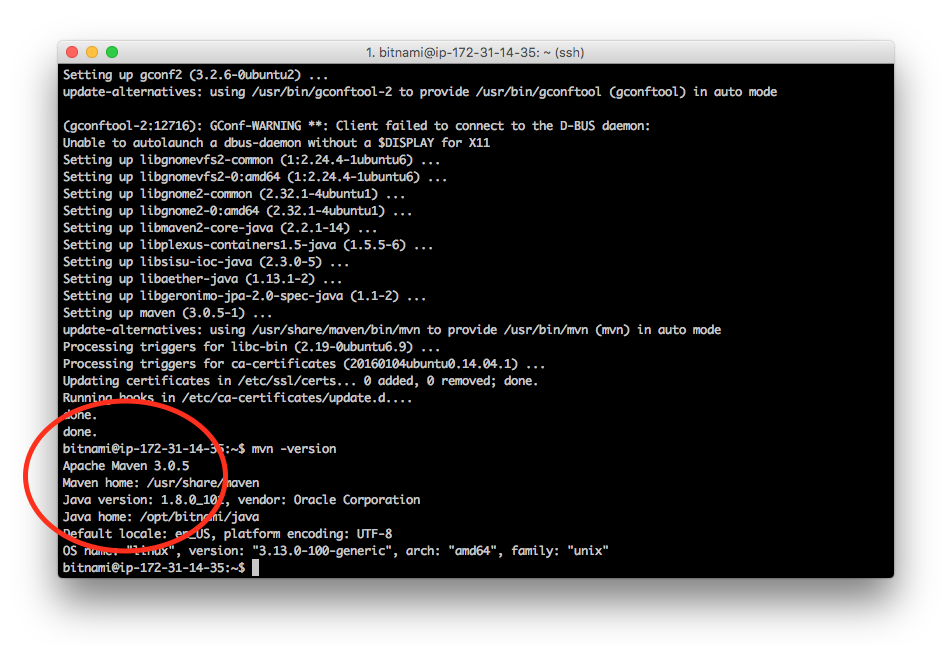 1. bitnami@ip-172-31-14-35: ~ (ssh)
Setting up gconf2 (3.2.6-0ubuntu2) ...
update-alternatives: using /usr/bin/gconftool-2 to provide /usr/bin/gconftool (gconftool) in auto mode
(gconftool-2:12716): GConf-WARNING **: Client failed to connect to the D-BUS daemon:
Unable to autolaunch a dbus-daemon without a $DISPLAY for X11
Setting up libgnomevfs2-common (1:2.24.4-1ubuntu6) ...
Setting up libgnomevfs2-0:amd64 (1:2.24.4-1ubuntu6) ...
Setting up libgnome2-common (2.32.1-4ubuntu1) ...
Setting up libgnome2-0:amd64 (2.32.1-4ubuntu1) ...
Setting up libmaven2-core-java (2.2.1-14) ...
Setting up libplexus-containers1.5-java (1.5.5-6) ...
Setting up libsisu-ioc-java (2.3.0-5) ...
Setting up libaether-java (1.13.1-2) ...
Setting up libgeronimo-jpa-2.0-spec-java (1.1-2) ...
Setting up maven (3.0.5-1) ...
update-alternatives: using /usr/share/maven/bin/mvn to provide /usr/bin/mvn (mvn) in auto mode
Processing triggers for libc-bin (2.19-0ubuntu6.9) ...
Processing triggers for ca-certificates (20160104ubuntu0.14.04.1) ...
Updating certificates in /etc/ssl/certs... 0 added, 0 removed; done.
Running hooks in /etc/ca-certificates/update.d....
done.
done.
bitnami@ip-172-31-14-35:~$ mvn -version
Apache Maven 3.0.5
Maven home: /usr/share/maven
Java version: vendor: Oracle Corporation
Java home: /opt/bitnami/java
Default locale: en_US, platform encoding: UTF-8
OS name: "linux", version: "3.13.0-100-generic", arch: "amd64", family: "unix"
bitnami@ip-172-31-14-35:~$